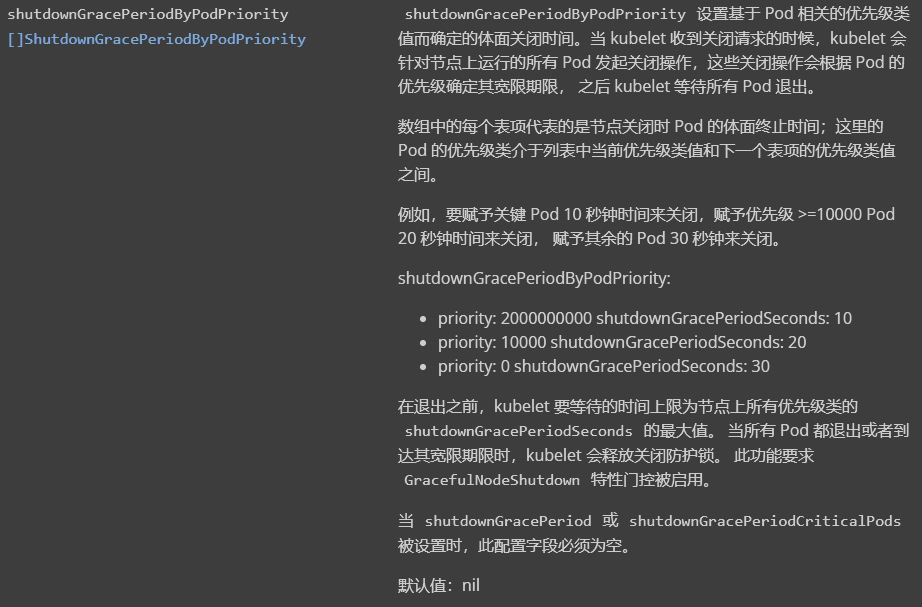 shutdownGracePeriodByPodPriority
[]ShutdownGracePeriodByPodPriority
shutdownGracePeriodByPodPriority 设置基于 Pod 相关的优先级类
值而确定的体面关闭时间。当 kubelet 收到关闭请求的时候，kubelet 会
针对节点上运行的所有 Pod 发起关闭操作，这些关闭操作会根据 Pod 的
优先级确定其宽限期限， 之后 kubelet 等待所有 Pod 退出。
数组中的每个表项代表的是节点关闭时 Pod 的体面终止时间；这里的
Pod 的优先级类介于列表中当前优先级类值和下一个表项的优先级类值
之间。
例如，要赋予关键 Pod 10 秒钟时间来关闭，赋予优先级 >=10000 Pod
20 秒钟时间来关闭， 赋予其余的 Pod 30 秒钟来关闭。
shutdownGracePeriodByPodPriority:
• priority: 2000000000 shutdownGracePeriodSeconds: 10
• priority: 10000 shutdownGracePeriodSeconds: 20
• priority: 0 shutdownGracePeriodSeconds: 30
在退出之前，kubelet 要等待的时间上限为节点上所有优先级类的
shutdownGracePeriodSeconds 的最大值。 当所有 Pod 都退出或者到
达其宽限期限时，kubelet 会释放关闭防护锁。 此功能要求
GracefulNodeShutdown 特性门控被启用。
当 shutdownGracePeriod 或 shutdownGracePeriodCriticalPods
被设置时，此配置字段必须为空。
默认值：nil